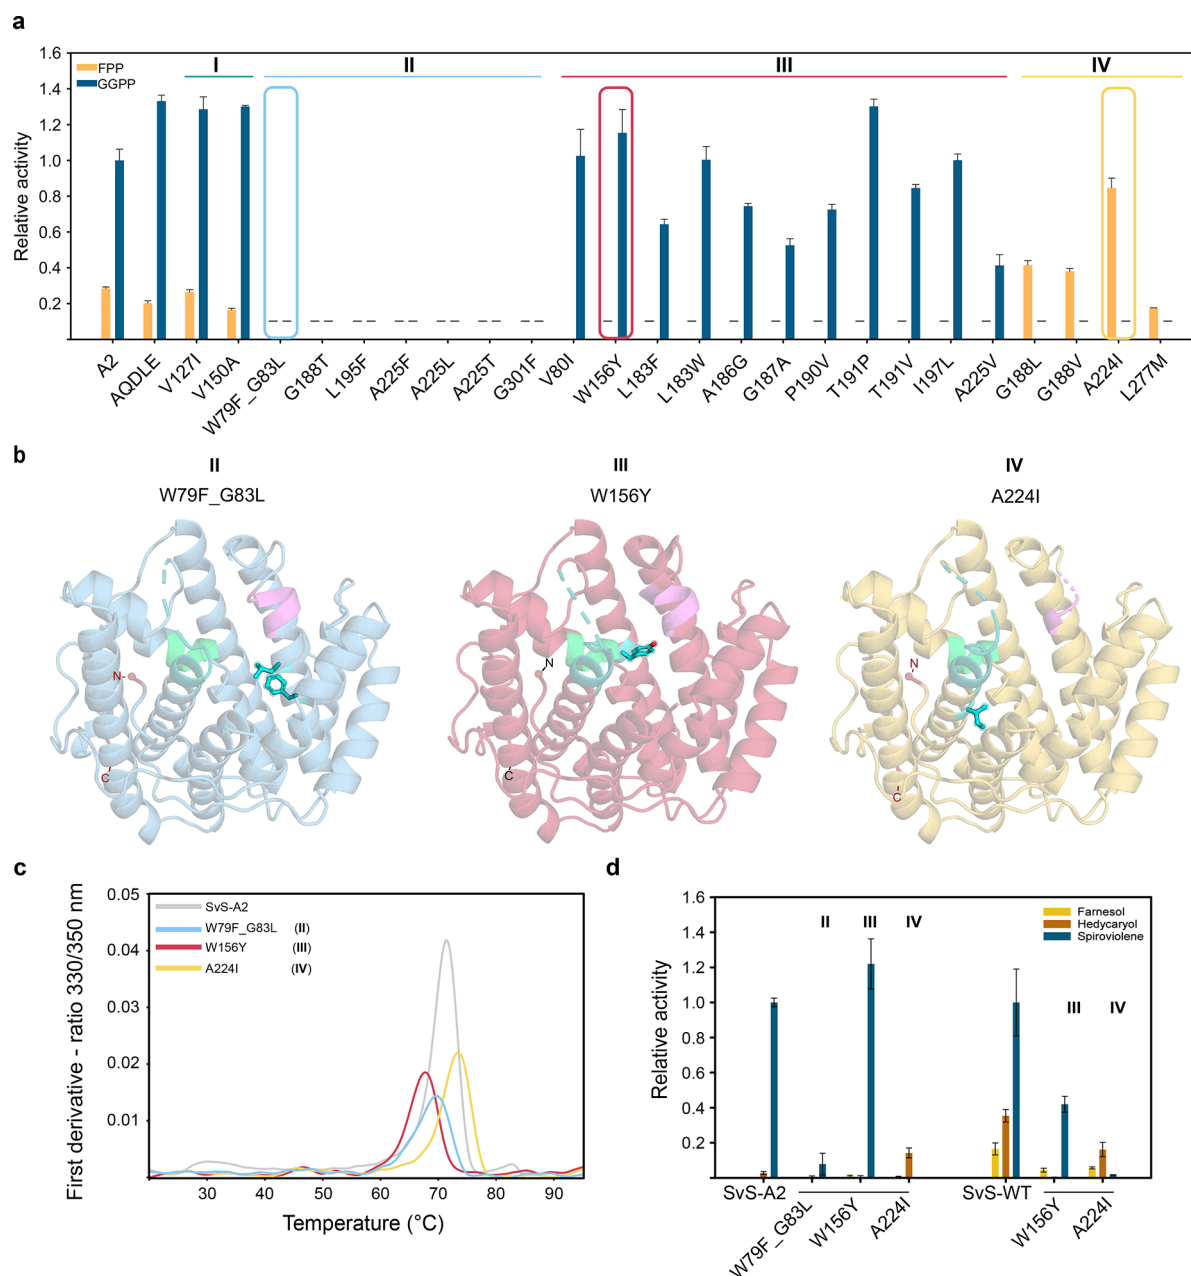 a
Relative activity
1.6
1.4
1.2
1.0
0.8
0.6
0.4
0.2
FPP
GGPP
I
II
III
IV
A2
AQDLE
V127I
V150A
W79F_G83L
G188T
L195F
A225F
A225L
A225T
G301F
V80I
W156Y
L183F
L183W
A186G
G187A
P190V
T191P
T191V
I197L
A225V
G188L
G188V
A224I
L277M
b
II
III
IV
W79F_G83L
W156Y
A224I
N
C
N
C
N
C
c
First derivative - ratio 330/350 nm
0.05
0.04
0.03
0.02
0.01
SvS-A2
W79F_G83L (II)
W156Y (III)
A224I (IV)
30 40 50 60 70 80 90
Temperature (°C)
d
Relative activity
1.6
1.4
1.2
1.0
0.8
0.6
0.4
0.2
Farnesol
Hedycaryol
Spiroviolene
II
III
IV
III
IV
SvS-A2
W79F_G83L
W156Y
A224I
SvS-WT
W156Y
A224I